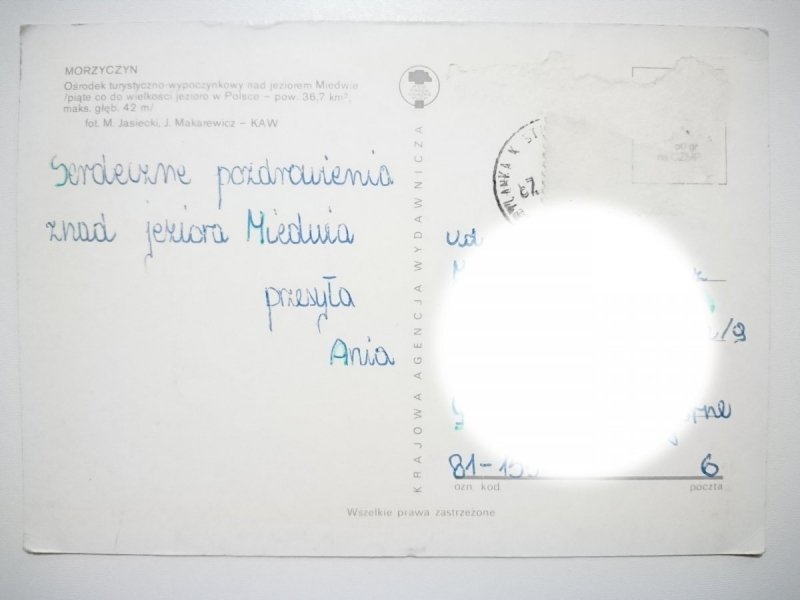 MORZYCZYN
Ośrodek turystyczno-wypoczynkowy nad jeziorem Miedwie
/piąte co do wielkości jezioro w Polsce – pow. 36,7 km²,
maks. głęb. 42 m/
fot. M. Jasiecki, J. Makarewicz – KAW
Serdeczne pozdrowienia
znad jeziora Miedwia
przesyła
Ania
KRAJOWA AGENCJA WYDAWNICZA
/9
81-15
6
ozn. kod. poczta
Wszelkie prawa zastrzeżone